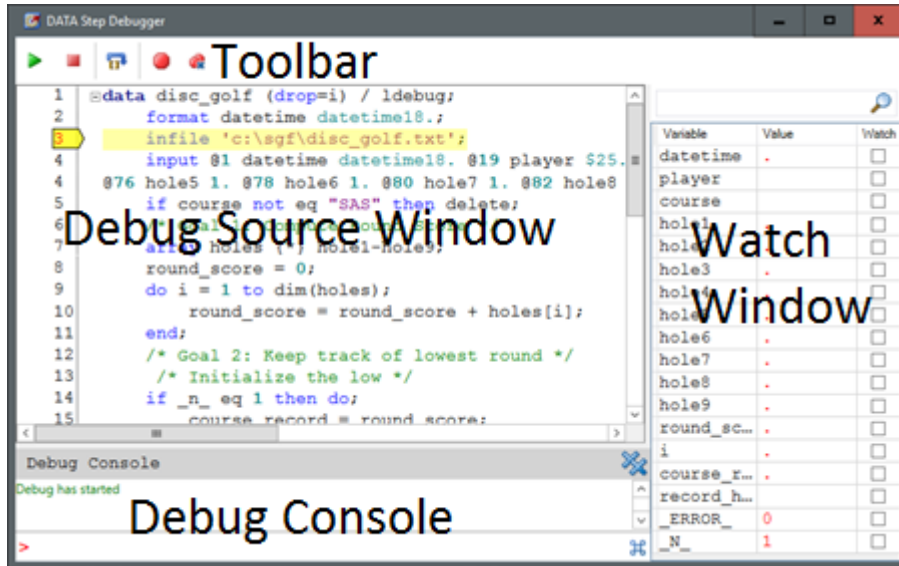 DATA Step Debugger
Toolbar
1 data disc_golf (drop=i) / ldebug;
2 format datetime datetime18.;
3 infile 'c:\sgf\disc_golf.txt';
4 input @1 datetime datetime18. @19 player $25.
4 @76 hole5 1. @78 hole6 1. @80 hole7 1. @82 hole8
5 if course not eq "SAS" then delete;
6 /* Goal
Debug Source Window
7 array holes (*) hole1-hole9;
8 round_score = 0;
9 do i = 1 to dim(holes);
10 round_score = round_score + holes[i];
11 end;
12 /* Goal 2: Keep track of lowest round */
13 /* Initialize the low */
14 if _n_ eq 1 then do;
15 course_record = round_score;
Debug Console
Debug has started
Debug Console
>
Variable Value Watch
datetime .
player
course
hole1 .
Watch
hole2
hole3 .
hole4
Window
hole5
hole6 .
hole7 .
hole8 .
hole9 .
round_sc... .
i .
course_r... .
record_h...
_ERROR_ 0
_N_ 1